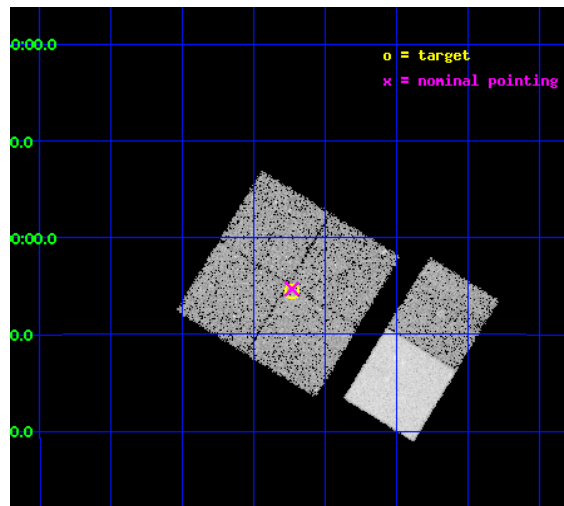 0:00.0
o = target
x = nominal pointing
0.0
0:00.0
0.0
0.0